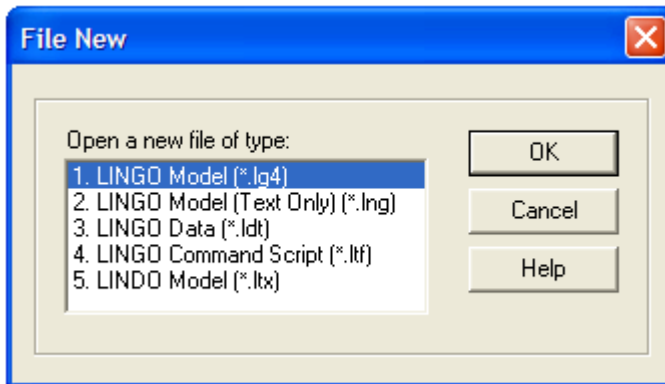 File New
Open a new file of type:
1. LINGO Model (*.lg4)
2. LINGO Model (Text Only) (*.lng)
3. LINGO Data (*.ldt)
4. LINGO Command Script (*.ltf)
5. LINDO Model (*.ltx)
OK
Cancel
Help